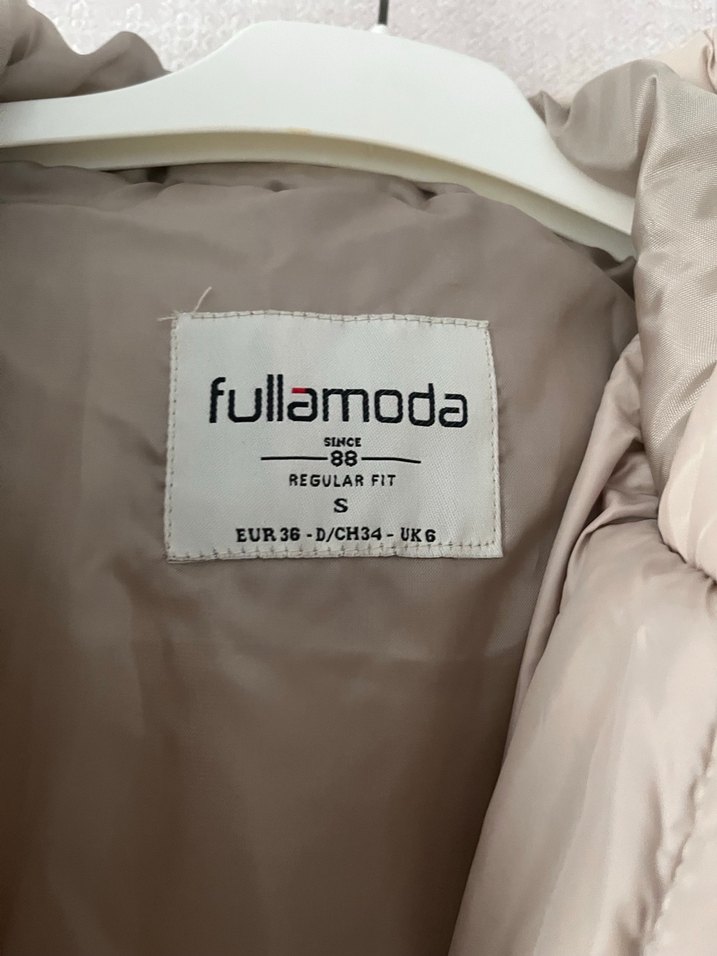 fullamoda
SINCE
88
REGULAR FIT
S
EUR 36 - D/CH34 - UK 6